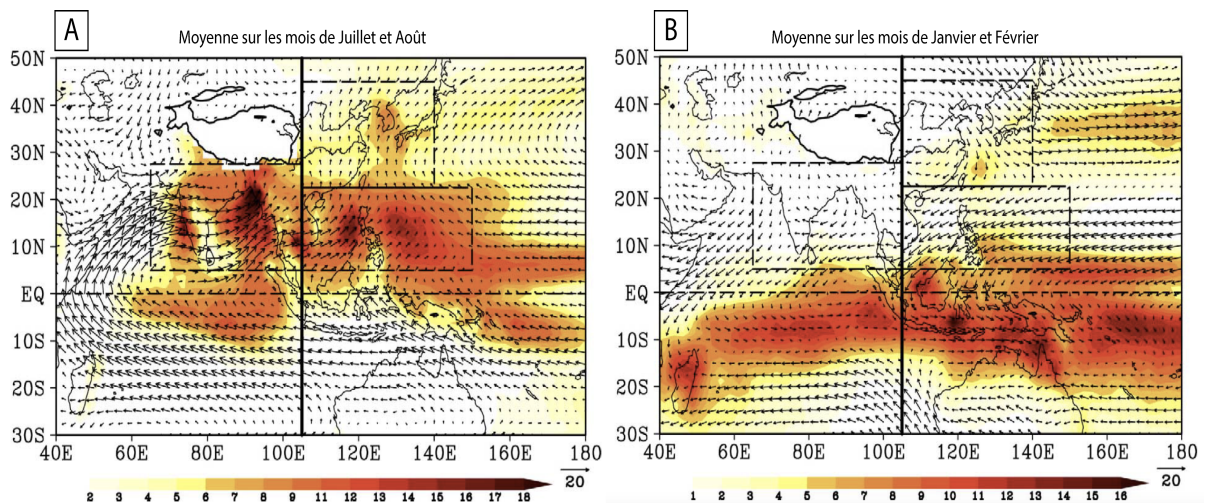 A
Moyenne sur les mois de Juillet et Août
50N
40N
30N
20N
10N
EQ
10S
20S
30S
40E 60E 80E 100E 120E 140E 160E 180
20
2 3 4 5 6 7 8 9 11 12 13 15 16 17 18
B
Moyenne sur les mois de Janvier et Février
50N
40N
30N
20N
10N
EQ
10S
20S
30S
40E 60E 80E 100E 120E 140E 160E 180
20
1 2 3 4 5 6 7 8 9 10 11 12 13 14 15 16